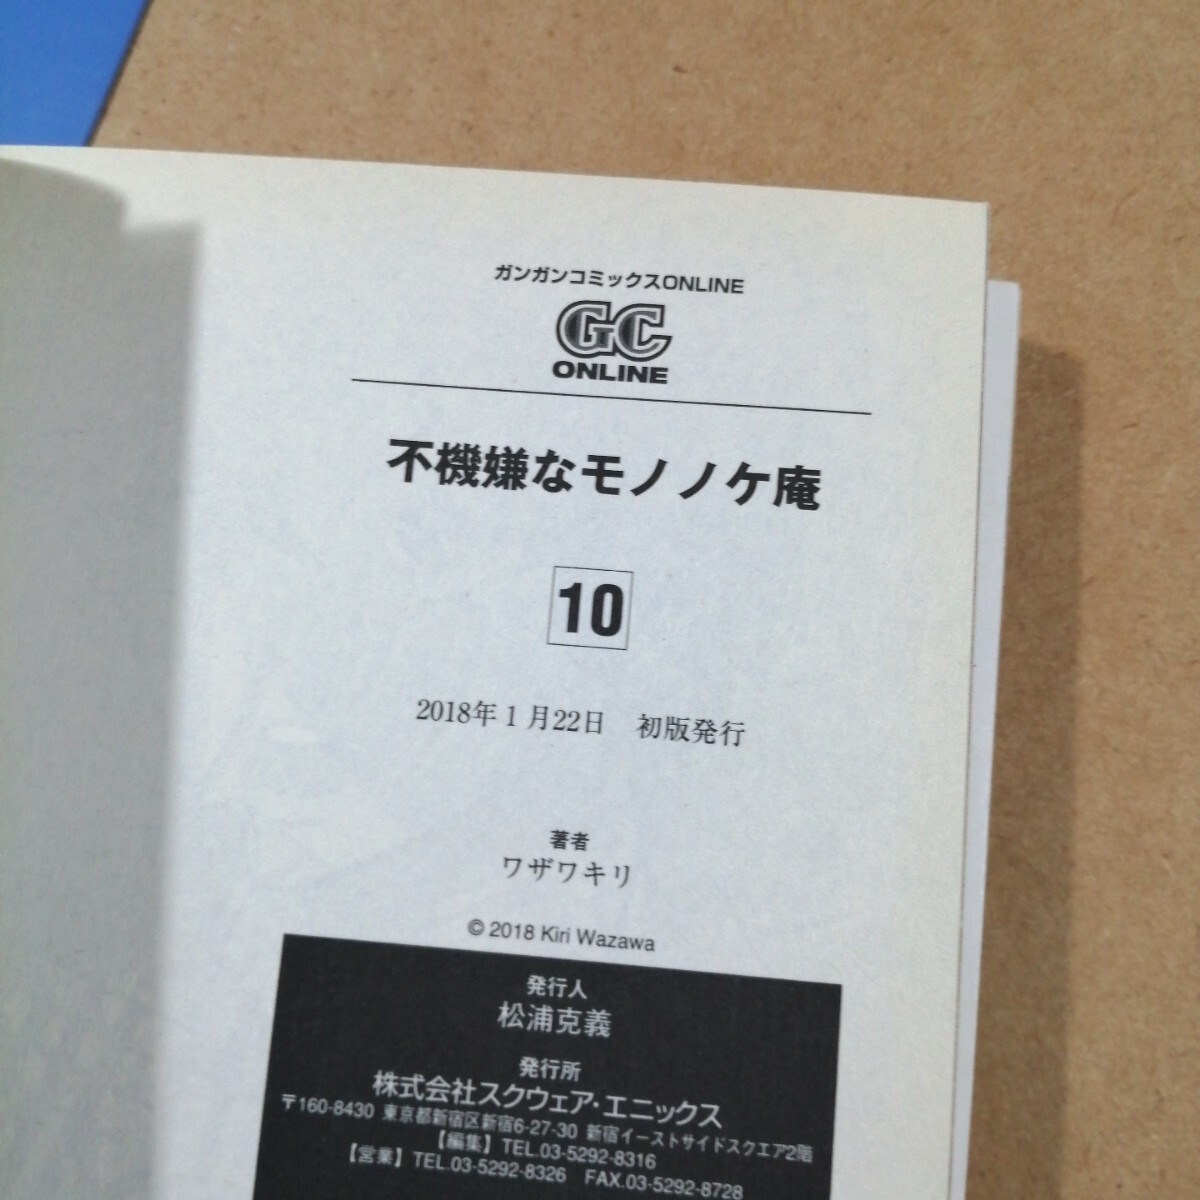 ガンガンコミックスONLINE
GC
ONLINE
不機嫌なモノノケ庵
10
2018年1月22日　初版発行
著者
ワザワキリ
© 2018 Kiri Wazawa
発行人
松浦克義
発行所
株式会社スクウェア・エニックス
〒160-8430 東京都新宿区新宿6-27-30 新宿イーストサイドスクエア2階
【編集】TEL.03-5292-8316
【営業】TEL.03-5292-8326　FAX.03-5292-8728